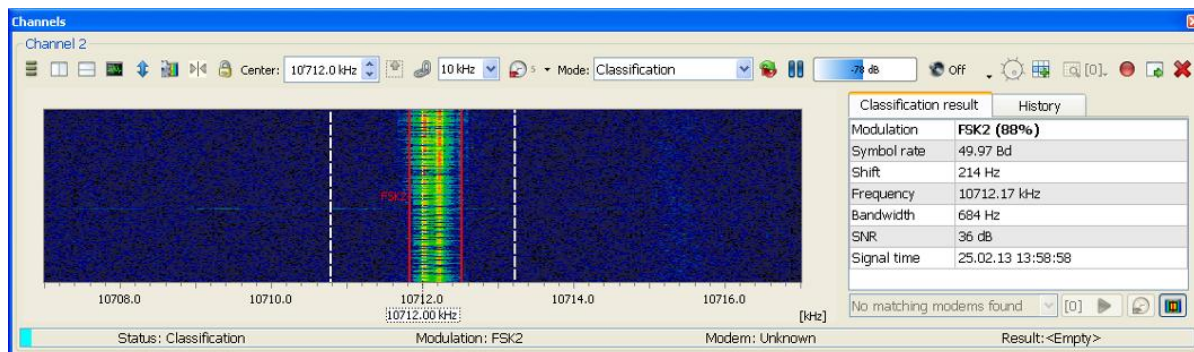 Channels
Channel 2
Center: 10'712.0 kHz 10 kHz 5 Mode: Classification -78 dB Off [0]
Classification result History
Modulation FSK2 (88%)
Symbol rate 49.97 Bd
Shift 214 Hz
Frequency 10712.17 kHz
Bandwidth 684 Hz
SNR 36 dB
Signal time 25.02.13 13:58:58
FSK2
10708.0 10710.0 10712.0 10714.0 10716.0
10712.00 kHz [kHz]
No matching modems found [0]
Status: Classification Modulation: FSK2 Modem: Unknown Result:<Empty>